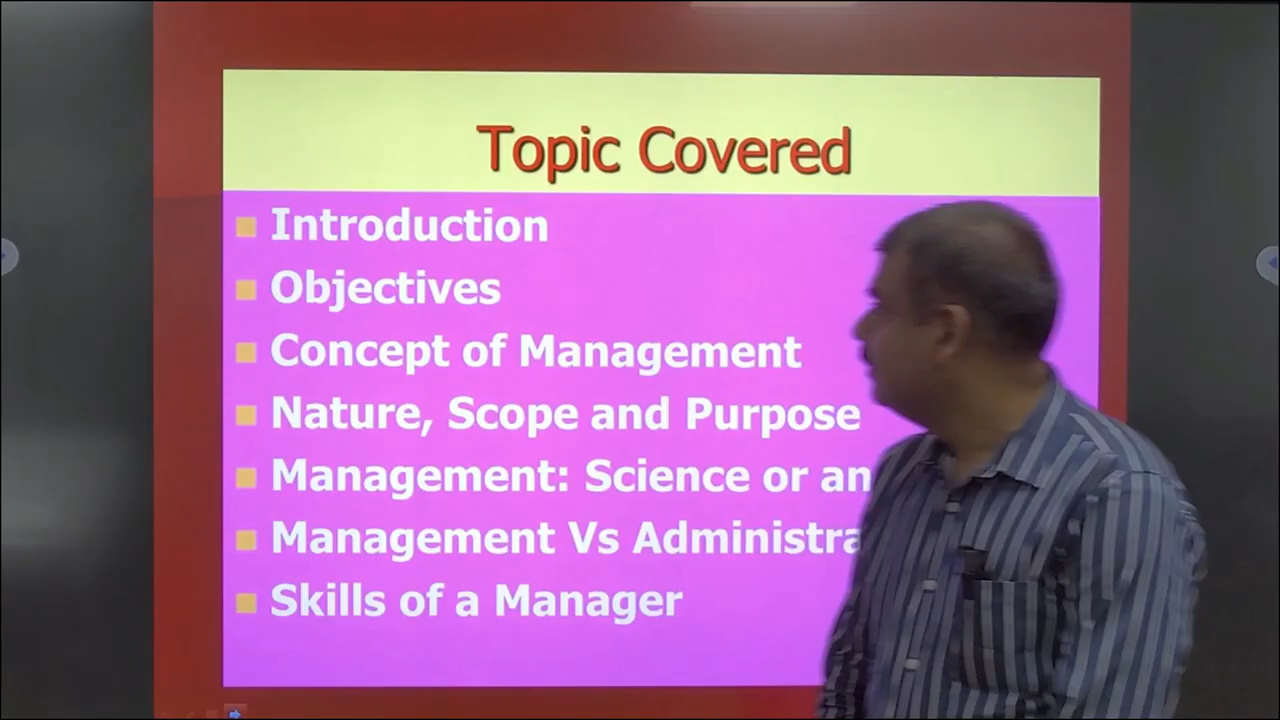 Topic Covered
Introduction
Objectives
Concept of Management
Nature, Scope and Purpose
Management: Science or an
Management Vs
Skills of a Manager